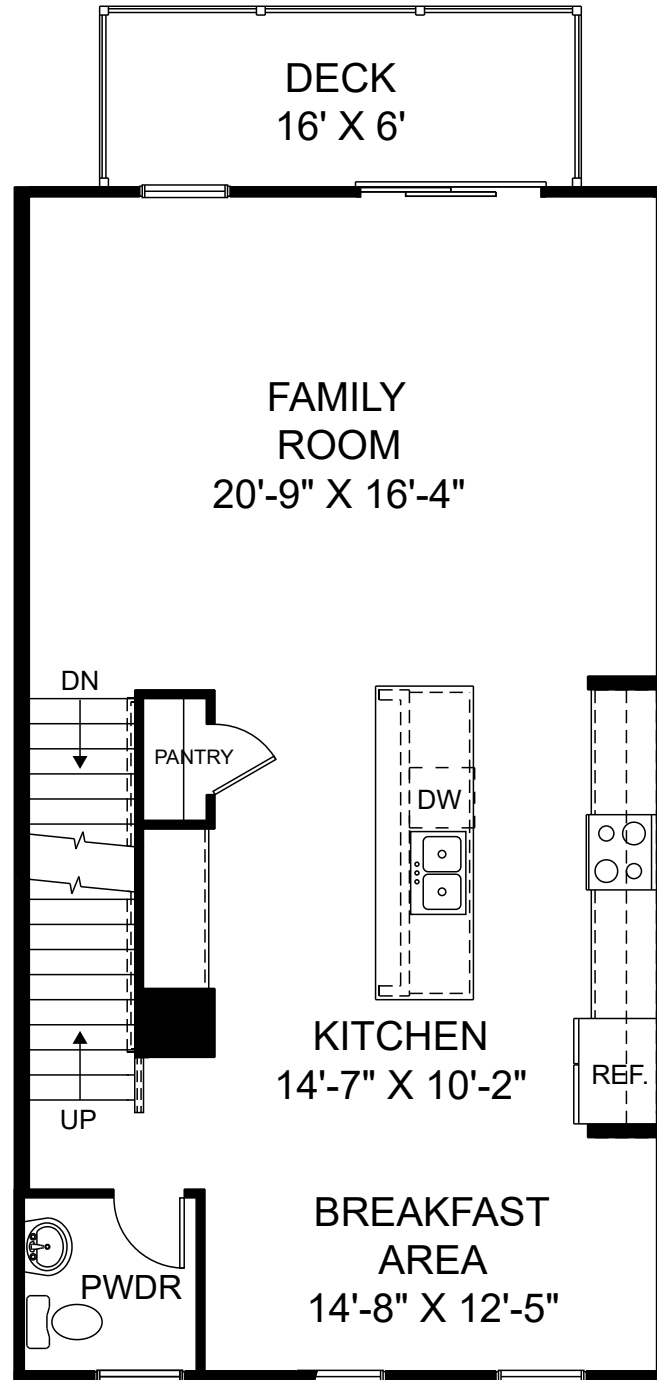 DECK
16' X 6'
FAMILY
ROOM
20'-9" X 16'-4"
DN
PANTRY
DW
KITCHEN
14'-7" X 10'-2"
REF.
UP
BREAKFAST
AREA
14'-8" X 12'-5"
PWDR